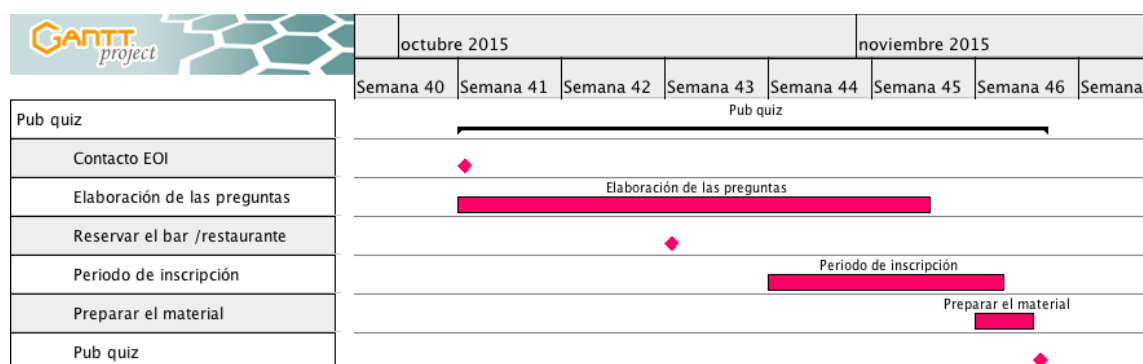 GANTT
project
octubre 2015
noviembre 2015
Semana 40 Semana 41 Semana 42 Semana 43 Semana 44 Semana 45 Semana 46 Semana
Pub quiz
Pub quiz
Contacto EOI
Elaboración de las preguntas
Elaboración de las preguntas
Reservar el bar /restaurante
Periodo de inscripción
Periodo de inscripción
Preparar el material
Preparar el material
Pub quiz